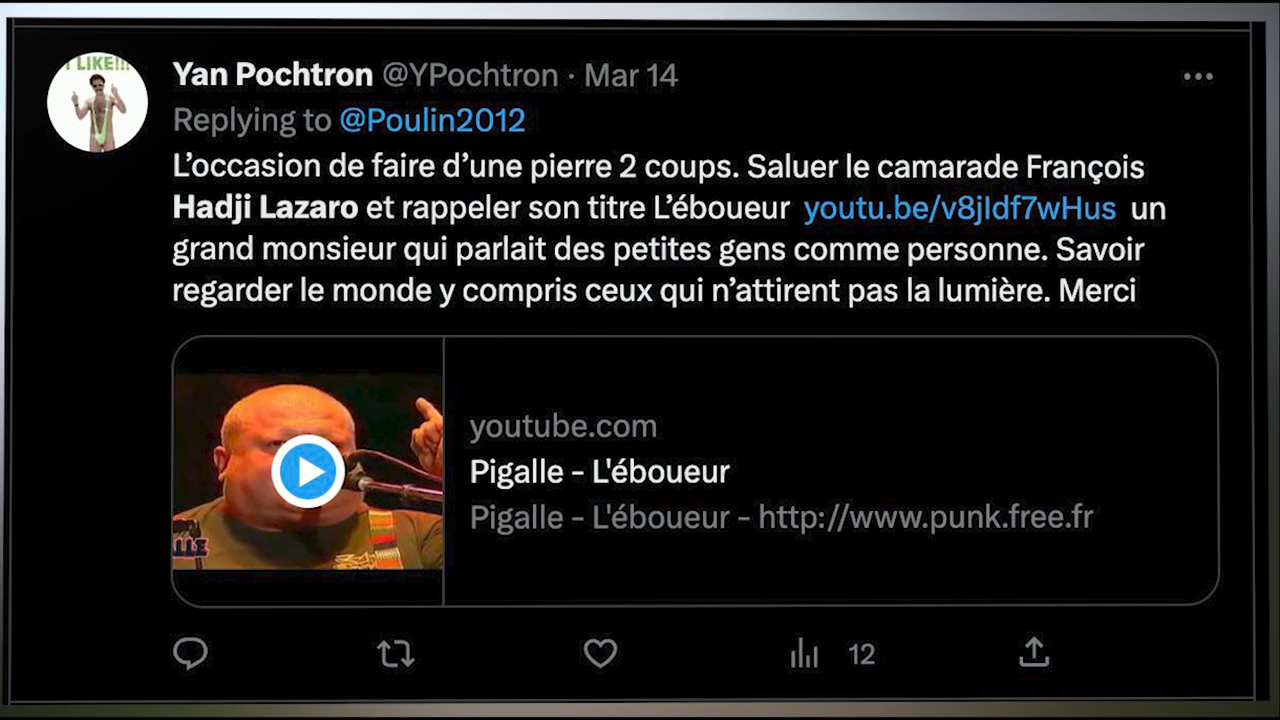 I LIKE!!!
Yan Pochtron @YPochtron · Mar 14
Replying to @Poulin2012
L’occasion de faire d’une pierre 2 coups. Saluer le camarade François
Hadji Lazaro et rappeler son titre L’éboueur youtu.be/v8jIdf7wHus un
grand monsieur qui parlait des petites gens comme personne. Savoir
regarder le monde y compris ceux qui n’attirent pas la lumière. Merci
youtube.com
Pigalle - L'éboueur
Pigalle - L'éboueur - http://www.punk.free.fr
12